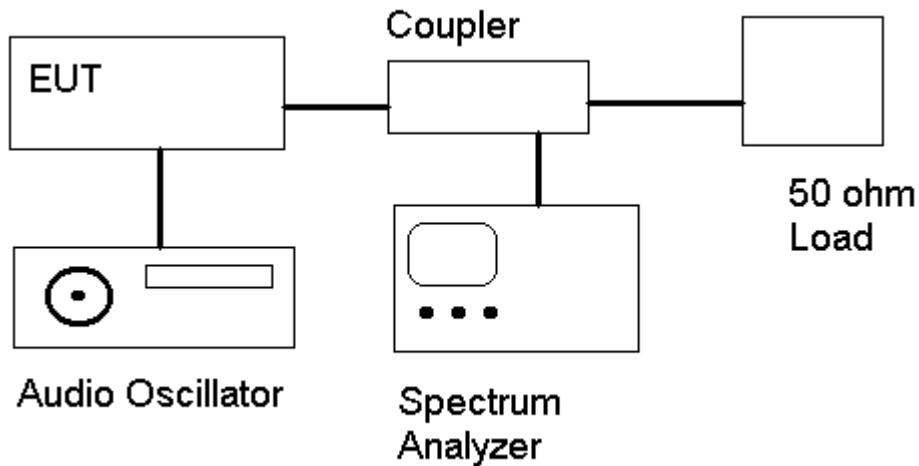 Coupler
EUT
50 ohm
Load
Audio Oscillator
Spectrum
Analyzer